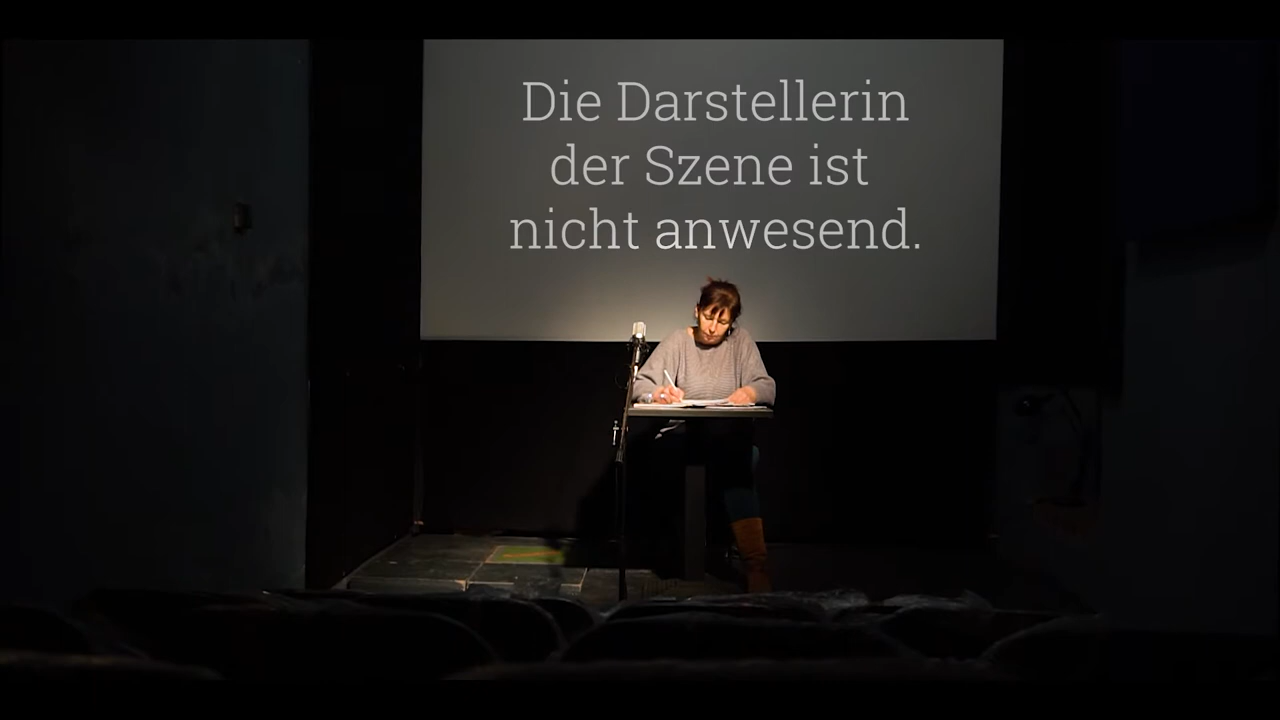 Die Darstellerin
der Szene ist
nicht anwesend.